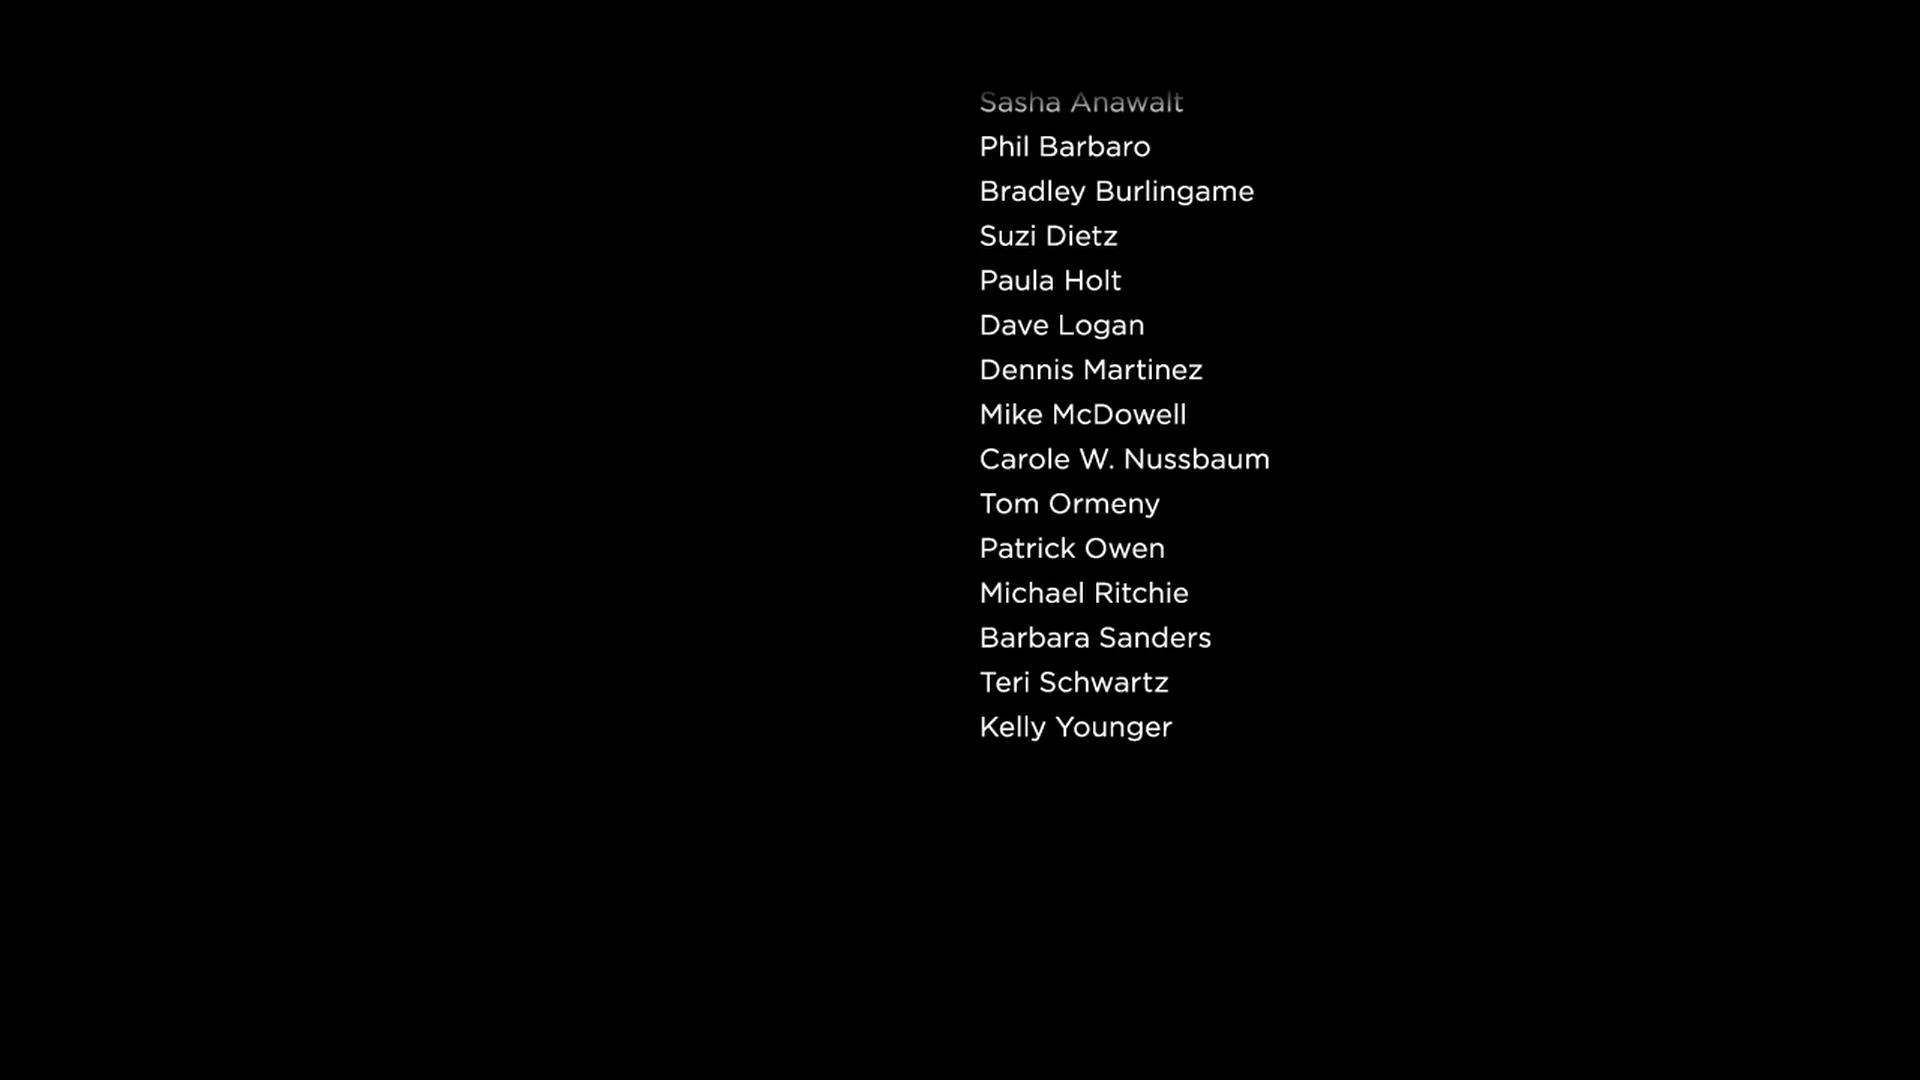 Sasha Anawalt
Phil Barbaro
Bradley Burlingame
Suzi Dietz
Paula Holt
Dave Logan
Dennis Martinez
Mike McDowell
Carole W. Nussbaum
Tom Ormeny
Patrick Owen
Michael Ritchie
Barbara Sanders
Teri Schwartz
Kelly Younger